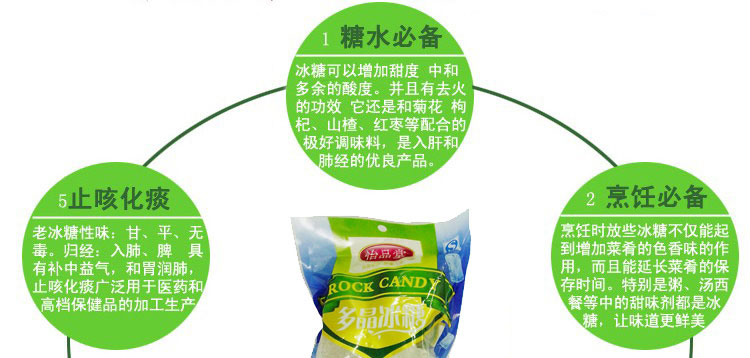 1 糖水必备
冰糖可以增加甜度 中和
多余的酸度。并且有去火
的功效 它还是和菊花 枸
杞、山楂、红枣等配合的
极好调味料，是入肝和
肺经的优良产品。
5止咳化痰
老冰糖性味：甘、平、无
毒。归经：入肺、脾 具
有补中益气，和胃润肺，
止咳化痰广泛用于医药和
高档保健品的加工生产
2 烹饪必备
烹饪时放些冰糖不仅能起
到增加菜肴的色香味的作
用，而且能延长菜肴的保
存时间。特别是粥、汤西
餐等中的甜味剂都是冰
糖，让味道更鲜美
怡品堂
ROCK CANDY
多晶冰糖